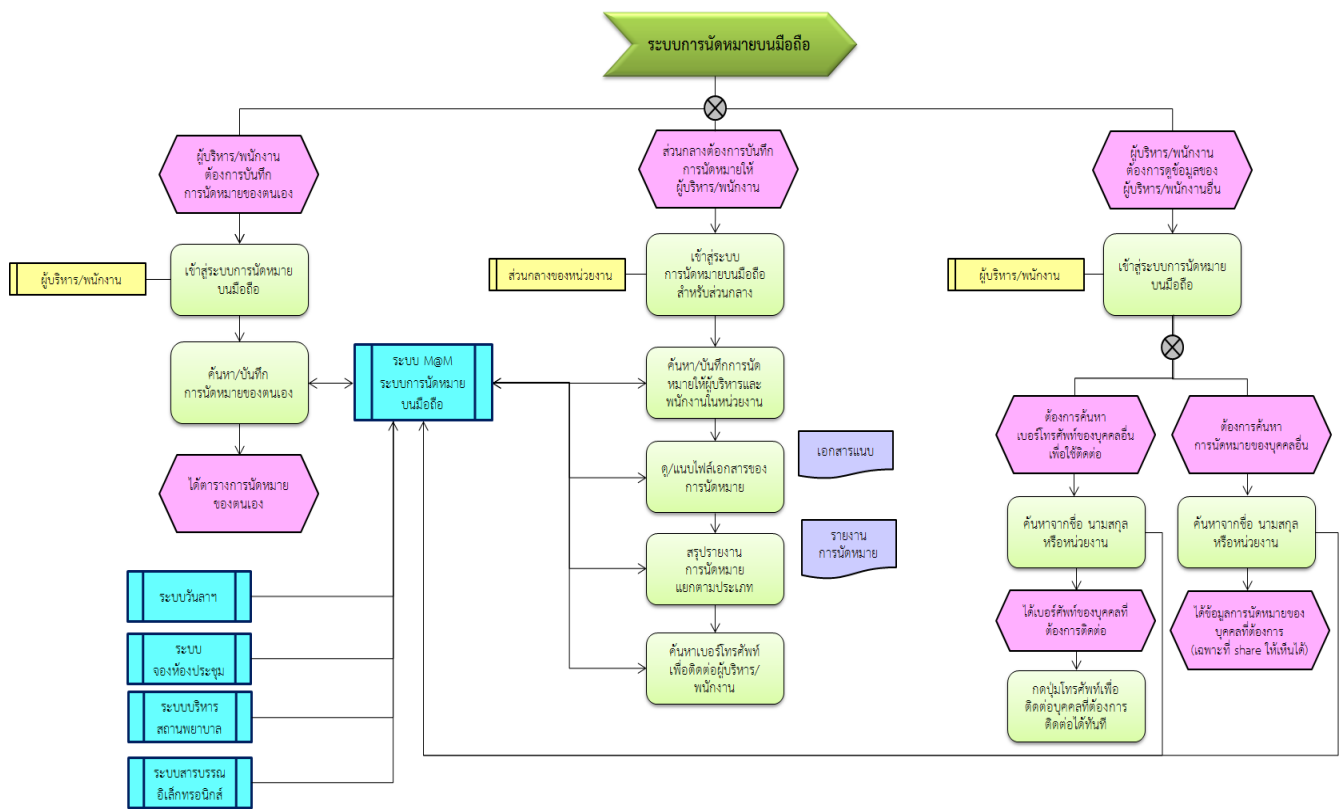 ระบบการนัดหมายบนมือถือ
ผู้บริหาร/พนักงาน
ต้องการบันทึก
การนัดหมายของตนเอง
ส่วนกลางต้องการบันทึก
การนัดหมายให้
ผู้บริหาร/พนักงาน
ผู้บริหาร/พนักงาน
ต้องการดูข้อมูลของ
ผู้บริหาร/พนักงานอื่น
ผู้บริหาร/พนักงาน
เข้าสู่ระบบการนัดหมาย
บนมือถือ
ส่วนกลางของหน่วยงาน
เข้าสู่ระบบ
การนัดหมายบนมือถือ
สำหรับส่วนกลาง
ผู้บริหาร/พนักงาน
เข้าสู่ระบบการนัดหมาย
บนมือถือ
ค้นหา/บันทึก
การนัดหมายของตนเอง
ระบบ M@M
ระบบการนัดหมาย
บนมือถือ
ค้นหา/บันทึกการนัด
หมายให้ผู้บริหารและ
พนักงานในหน่วยงาน
ต้องการค้นหา
เบอร์โทรศัพท์ของบุคคลอื่น
เพื่อใช้ติดต่อ
ต้องการค้นหา
การนัดหมายของบุคคลอื่น
ได้ตารางการนัดหมาย
ของตนเอง
ดู/แนบไฟล์เอกสารของ
การนัดหมาย
เอกสารแนบ
ค้นหาจากชื่อ นามสกุล
หรือหน่วยงาน
ค้นหาจากชื่อ นามสกุล
หรือหน่วยงาน
สรุปรายงาน
การนัดหมาย
แยกตามประเภท
รายงาน
การนัดหมาย
ระบบวันลาฯ
ได้เบอร์ศัพท์ของบุคคลที่
ต้องการติดต่อ
ได้ข้อมูลการนัดหมายของ
บุคคลที่ต้องการ
(เฉพาะที่ share ให้เห็นได้)
ระบบ
จองห้องประชุม
ค้นหาเบอร์โทรศัพท์
เพื่อติดต่อผู้บริหาร/
พนักงาน
ระบบบริหาร
สถานพยาบาล
กดปุ่มโทรศัพท์เพื่อ
ติดต่อบุคคลที่ต้องการ
ติดต่อได้ทันที
ระบบสารบรรณ
อิเล็กทรอนิกส์